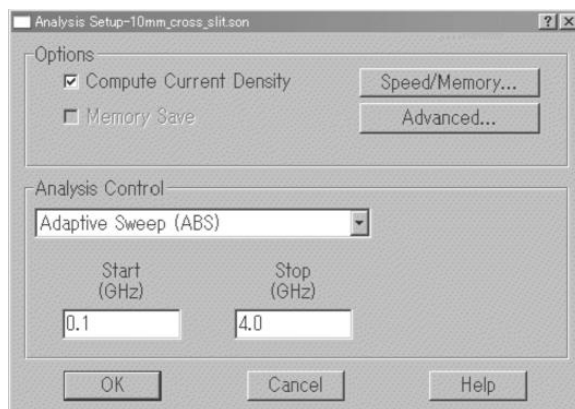 Analysis Setup-10mm_cross_slit.son
Options
Compute Current Density
Speed/Memory...
Memory Save
Advanced...
Analysis Control
Adaptive Sweep (ABS)
Start
(GHz)
Stop
(GHz)
0.1
4.0
OK
Cancel
Help